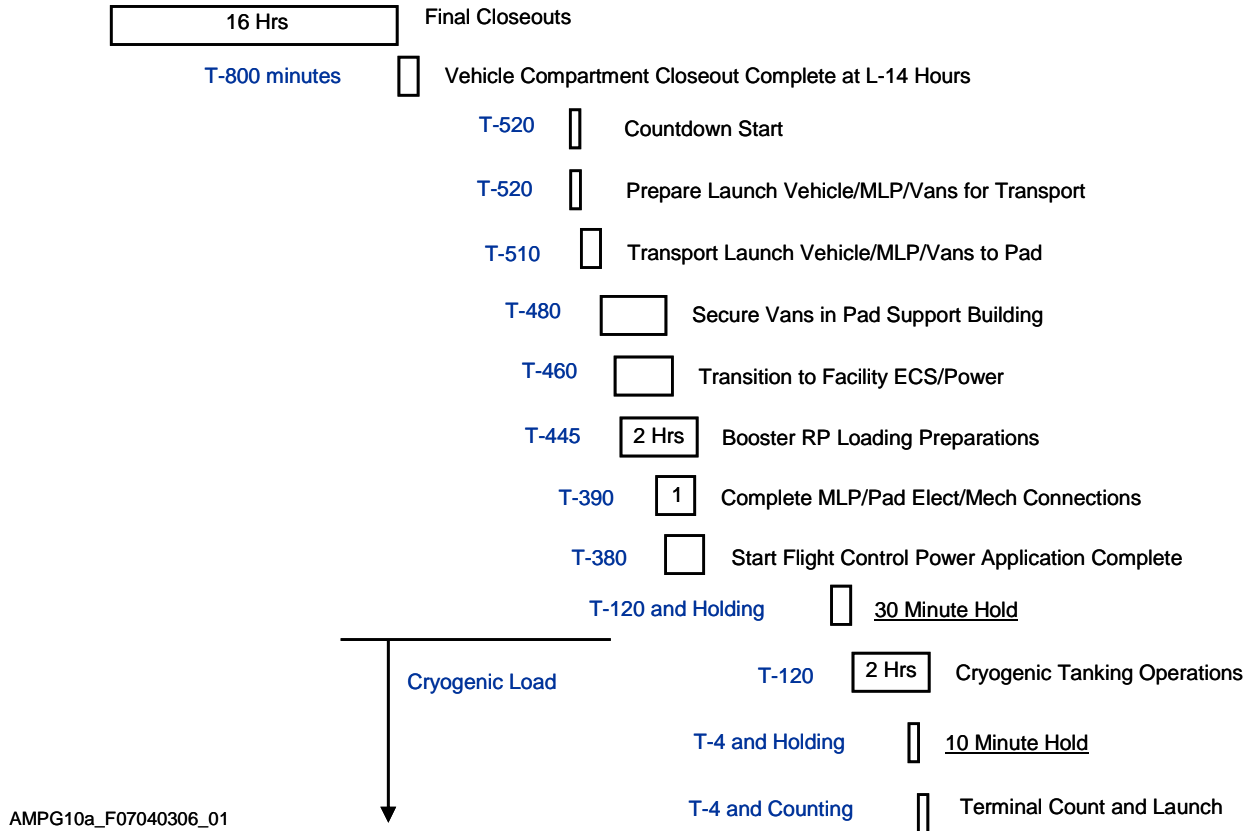 16 Hrs Final Closeouts
T-800 minutes Vehicle Compartment Closeout Complete at L-14 Hours
T-520 Countdown Start
T-520 Prepare Launch Vehicle/MLP/Vans for Transport
T-510 Transport Launch Vehicle/MLP/Vans to Pad
T-480 Secure Vans in Pad Support Building
T-460 Transition to Facility ECS/Power
T-445 2 Hrs Booster RP Loading Preparations
T-390 1 Complete MLP/Pad Elect/Mech Connections
T-380 Start Flight Control Power Application Complete
T-120 and Holding 30 Minute Hold
Cryogenic Load T-120 2 Hrs Cryogenic Tanking Operations
T-4 and Holding 10 Minute Hold
T-4 and Counting Terminal Count and Launch
AMPG10a_F07040306_01